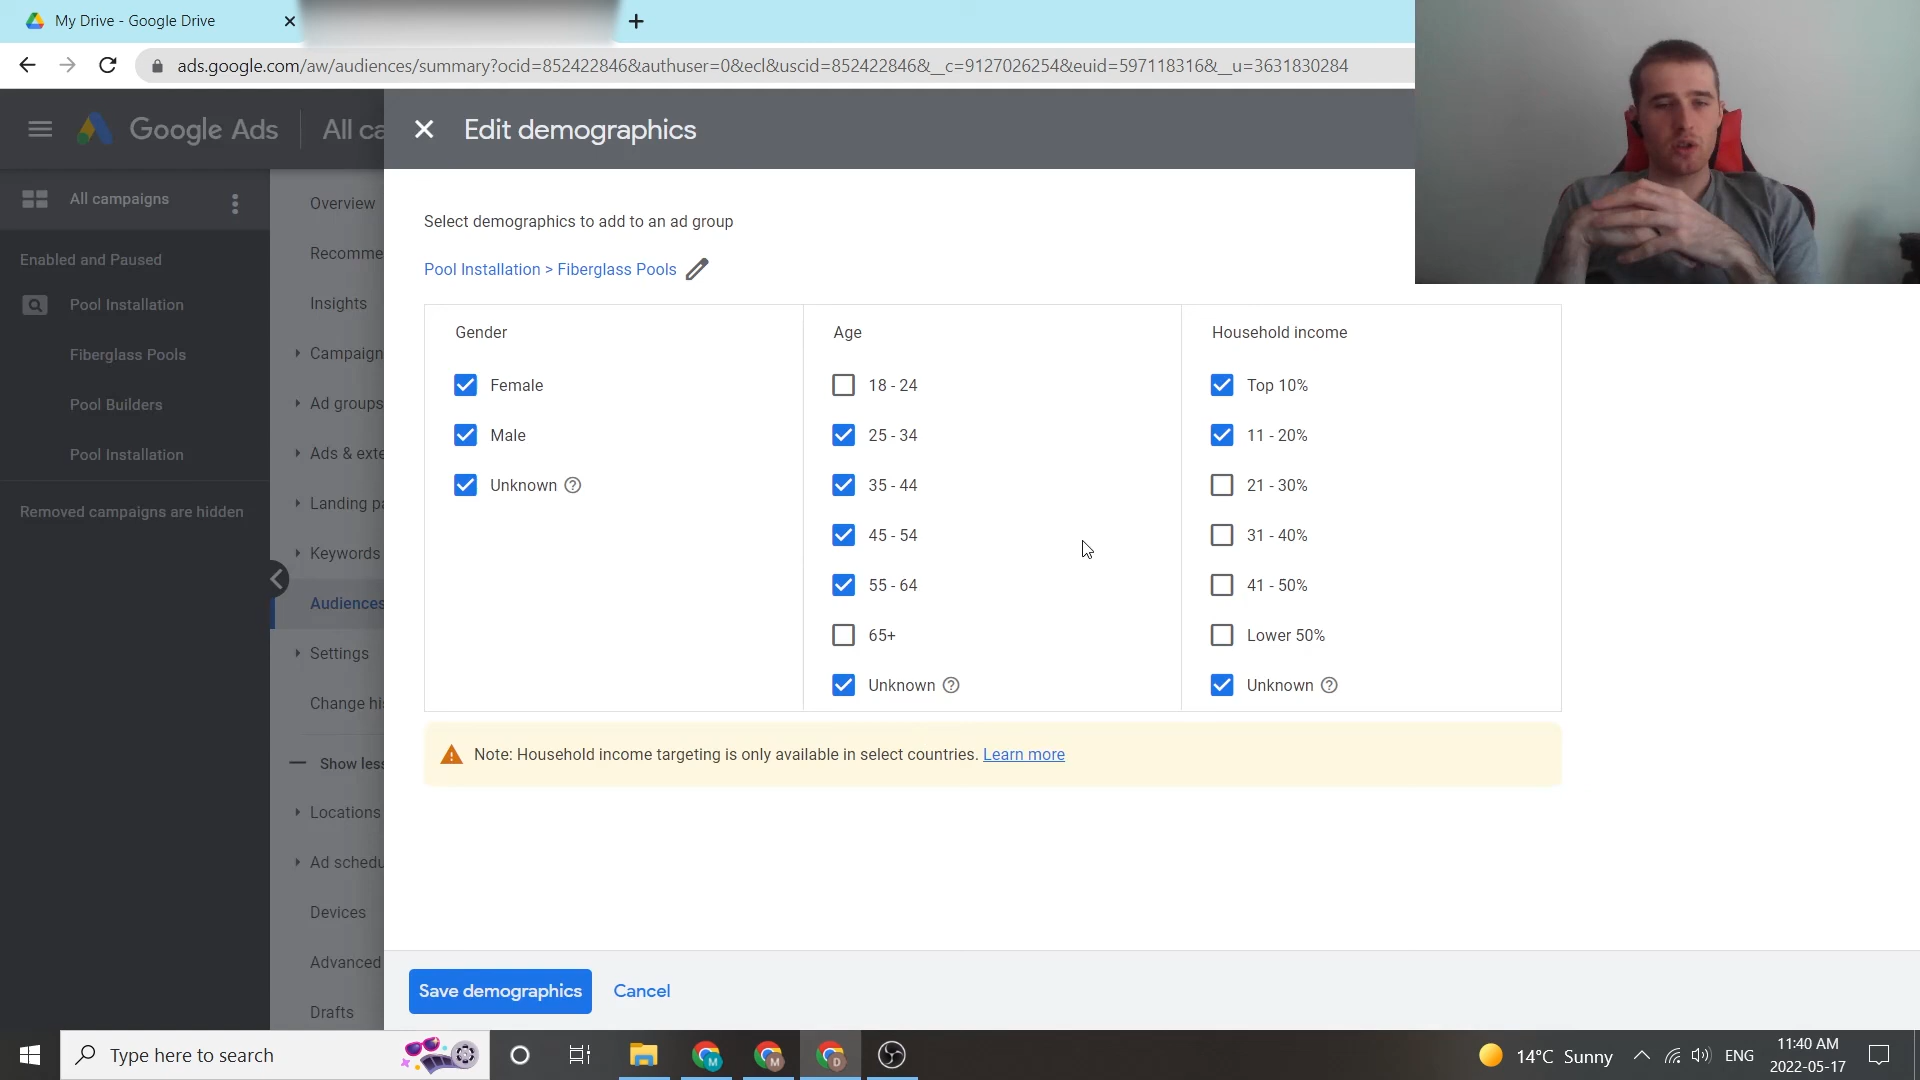 My Drive - Google Drive
ads.google.com/aw/audiences/summary?ocid=852422846&authuser=0&ecl&uscid=852422846&__c=9127026254&euid=597118316&__u=3631830284
Google Ads
All ca
Edit demographics
All campaigns
Enabled and Paused
Pool Installation
Fiberglass Pools
Pool Builders
Pool Installation
Removed campaigns are hidden
Overview
Recomme
Insights
Campaign
Ad groups
Ads & exte
Landing pa
Keywords
Audiences
Settings
Change his
Show less
Locations
Ad schedu
Devices
Advanced
Drafts
Select demographics to add to an ad group
Pool Installation > Fiberglass Pools
Gender
Female
Male
Unknown
Age
18 - 24
25 - 34
35 - 44
45 - 54
55 - 64
65+
Unknown
Household income
Top 10%
11 - 20%
21 - 30%
31 - 40%
41 - 50%
Lower 50%
Unknown
Note: Household income targeting is only available in select countries. Learn more
Save demographics
Cancel
Type here to search
M
M
D
14°C Sunny
ENG
11:40 AM
2022-05-17